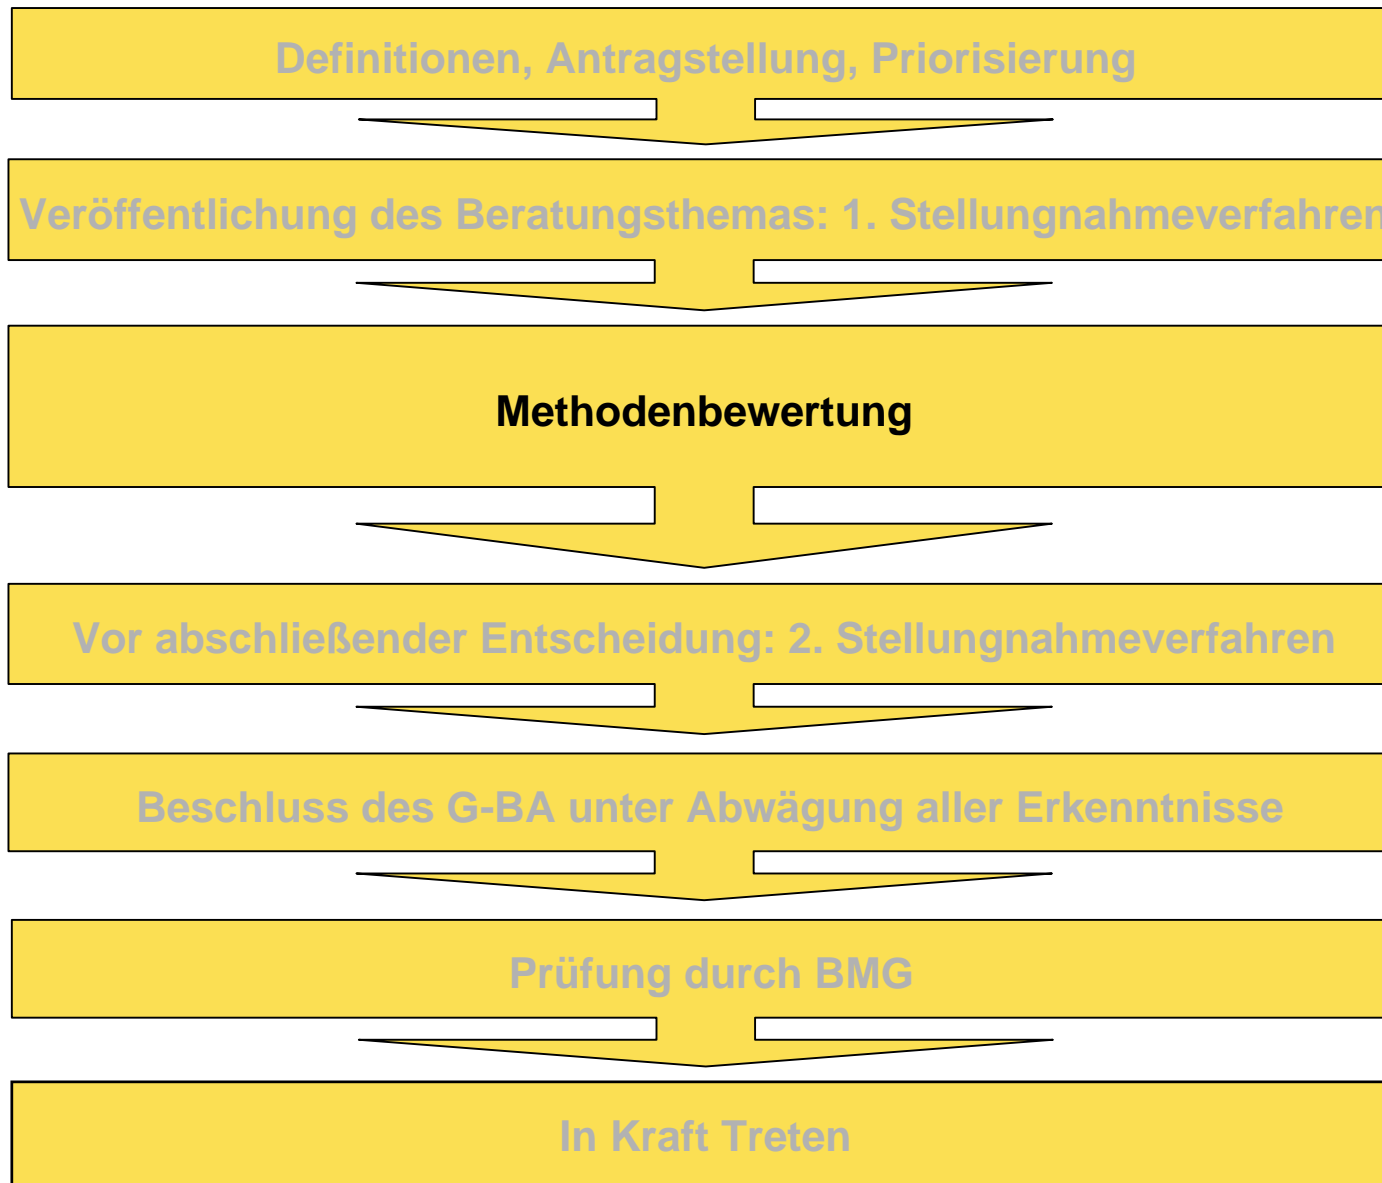 Definitionen, Antragstellung, Priorisierung
Veröffentlichung des Beratungsthemas: 1. Stellungnahmeverfahren
Methodenbewertung
Vor abschließender Entscheidung: 2. Stellungnahmeverfahren
Beschluss des G-BA unter Abwägung aller Erkenntnisse
Prüfung durch BMG
In Kraft Treten